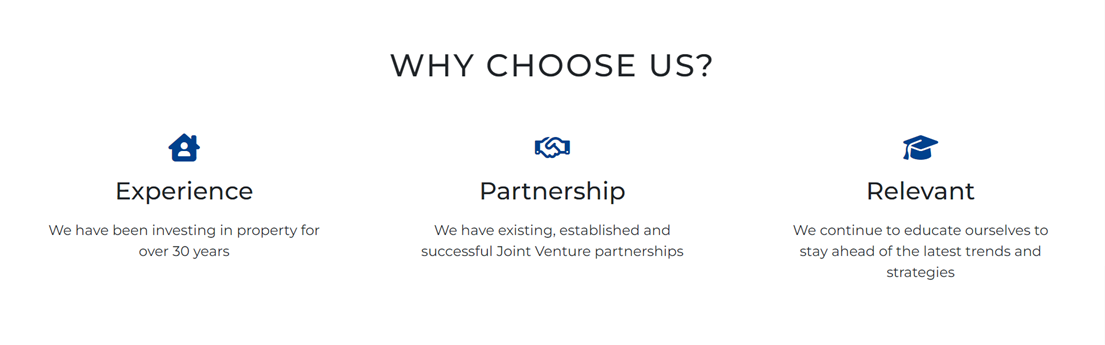 WHY CHOOSE US?
Experience
We have been investing in property for
over 30 years
Partnership
We have existing, established and
successful Joint Venture partnerships
Relevant
We continue to educate ourselves to
stay ahead of the latest trends and
strategies